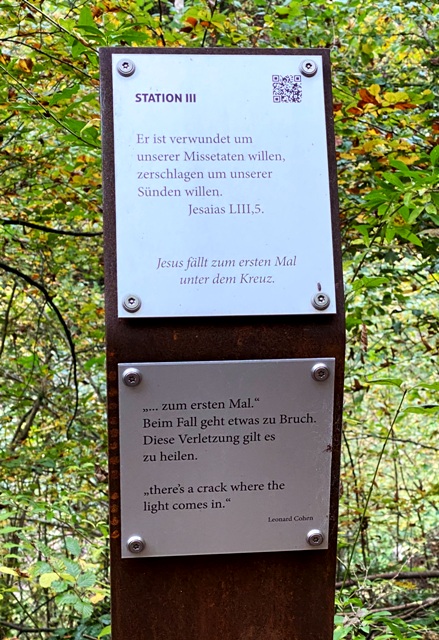 STATION III
Er ist verwundet um
unserer Missetaten willen,
zerschlagen um unserer
Sünden willen.
Jesaias LIII,5.
Jesus fällt zum ersten Mal
unter dem Kreuz.
„... zum ersten Mal.“
Beim Fall geht etwas zu Bruch.
Diese Verletzung gilt es
zu heilen.
„there's a crack where the
light comes in.“
Leonard Cohen